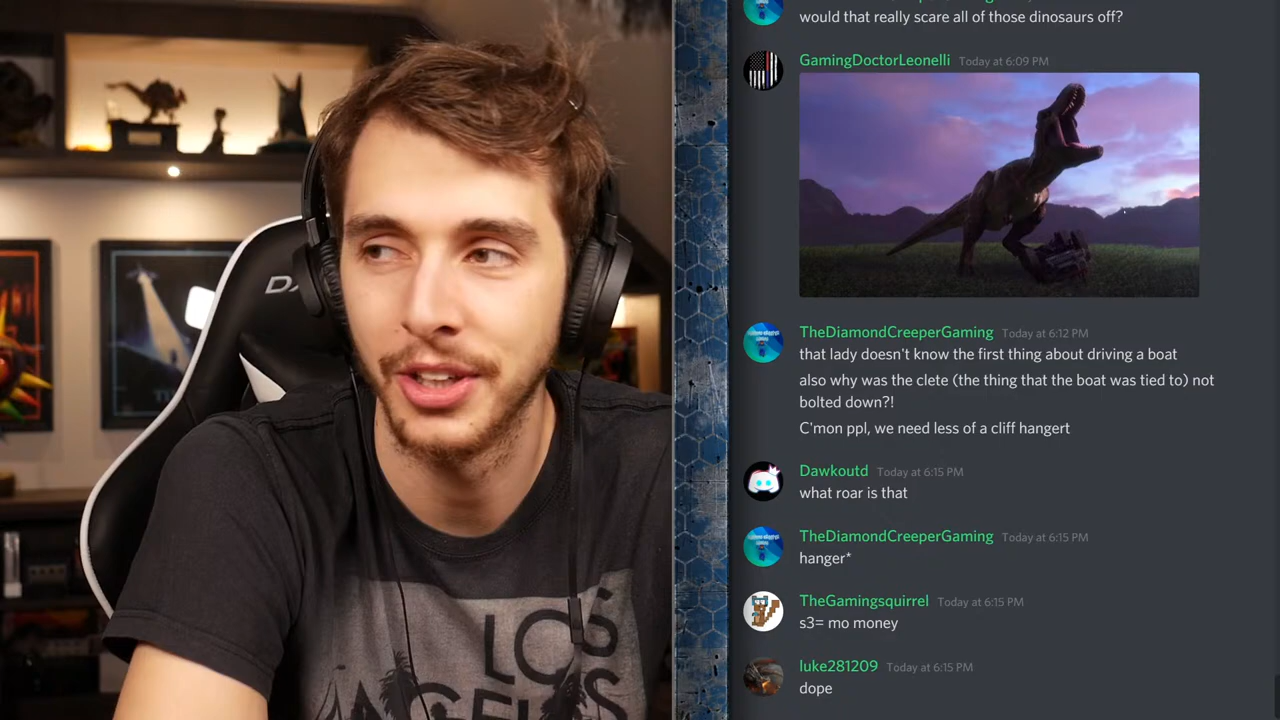 would that really scare all of those dinosaurs off?
GamingDoctorLeonelli Today at 6:09 PM
TheDiamondCreeperGaming Today at 6:12 PM
that lady doesn't know the first thing about driving a boat
also why was the clete (the thing that the boat was tied to) not
bolted down?!
C'mon ppl, we need less of a cliff hangert
Dawkoutd Today at 6:15 PM
what roar is that
TheDiamondCreeperGaming Today at 6:15 PM
hanger*
TheGamingsquirrel Today at 6:15 PM
s3= mo money
luke281209 Today at 6:15 PM
dope
LOS
ANGELES